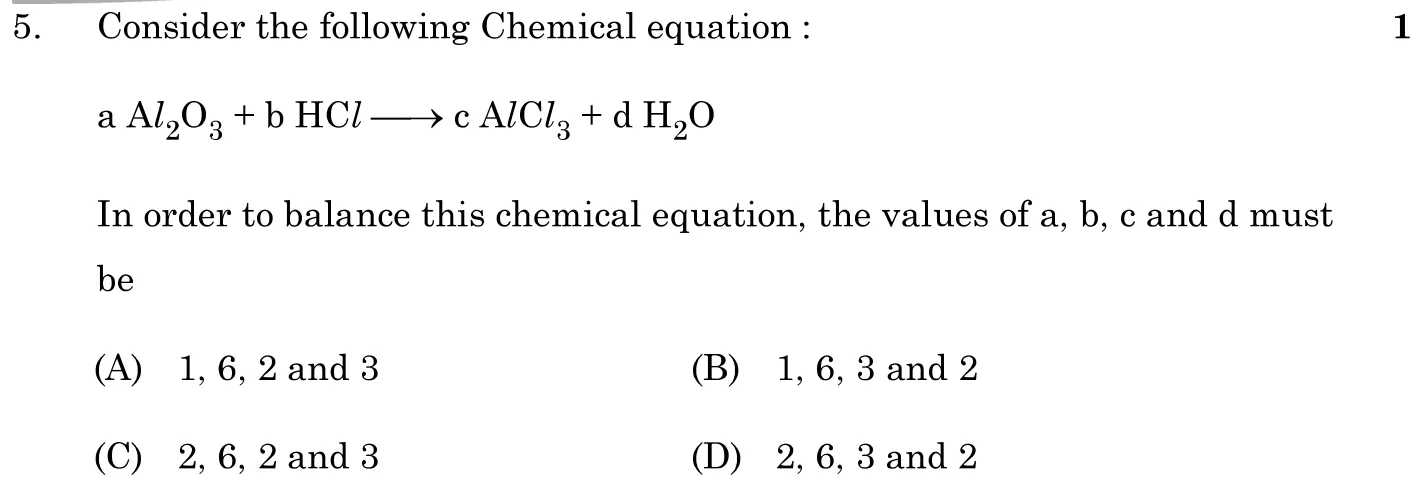 5. Consider the following Chemical equation : 1
a Al₂O₃ + b HCl ⟶ c AlCl₃ + d H₂O
In order to balance this chemical equation, the values of a, b, c and d must
be
(A) 1, 6, 2 and 3 (B) 1, 6, 3 and 2
(C) 2, 6, 2 and 3 (D) 2, 6, 3 and 2